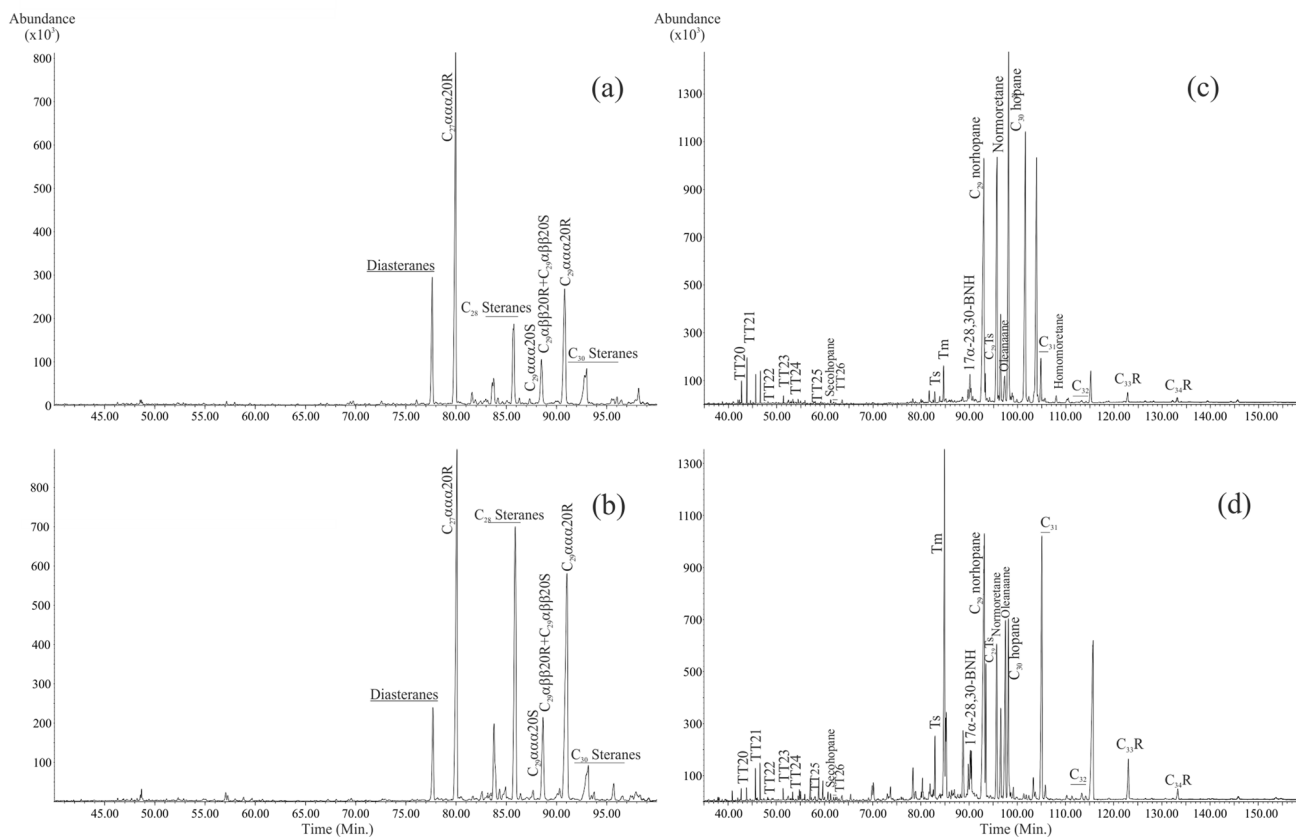 Abundance
(x10³)
(a)
800
700
600
500
400
300
200
100
0
C₂₇ααα20R
Diasteranes
C₂₈ Steranes
C₂₉ααα20S
C₂₉αββ20R+C₂₉αββ20S
C₂₉ααα20R
C₃₀ Steranes
45.00 50.00 55.00 60.00 65.00 70.00 75.00 80.00 85.00 90.00 95.00
Abundance
(x10³)
(c)
1300
1100
900
700
500
300
100
TT20
TT21
TT22
TT23
TT24
TT25
Secohopane
TT26
Ts
Tm
17α-28,30-BNH
C₂₉ norhopane
C₂₉Ts
Normoretane
Oleanaane
C₃₀ hopane
C₃₁
Homomoretane
C₃₂
C₃₃R
C₃₄R
40.00 50.00 60.00 70.00 80.00 90.00 100.00 110.00 120.00 130.00 140.00 150.00
(b)
800
700
600
500
400
300
200
100
0
C₂₇ααα20R
Diasteranes
C₂₈ Steranes
C₂₉ααα20S
C₂₉αββ20R+C₂₉αββ20S
C₂₉ααα20R
C₃₀ Steranes
45.00 50.00 55.00 60.00 65.00 70.00 75.00 80.00 85.00 90.00 95.00
Time (Min.)
(d)
1300
1100
900
700
500
300
100
TT20
TT21
TT22
TT23
TT24
TT25
Secohopane
TT26
Ts
Tm
17α-28,30-BNH
C₂₉ norhopane
C₂₉Ts
Normoretane
Oleanaane
C₃₀ hopane
C₃₁
C₃₂
C₃₃R
C₃₄R
40.00 50.00 60.00 70.00 80.00 90.00 100.00 110.00 120.00 130.00 140.00 150.00
Time (Min.)